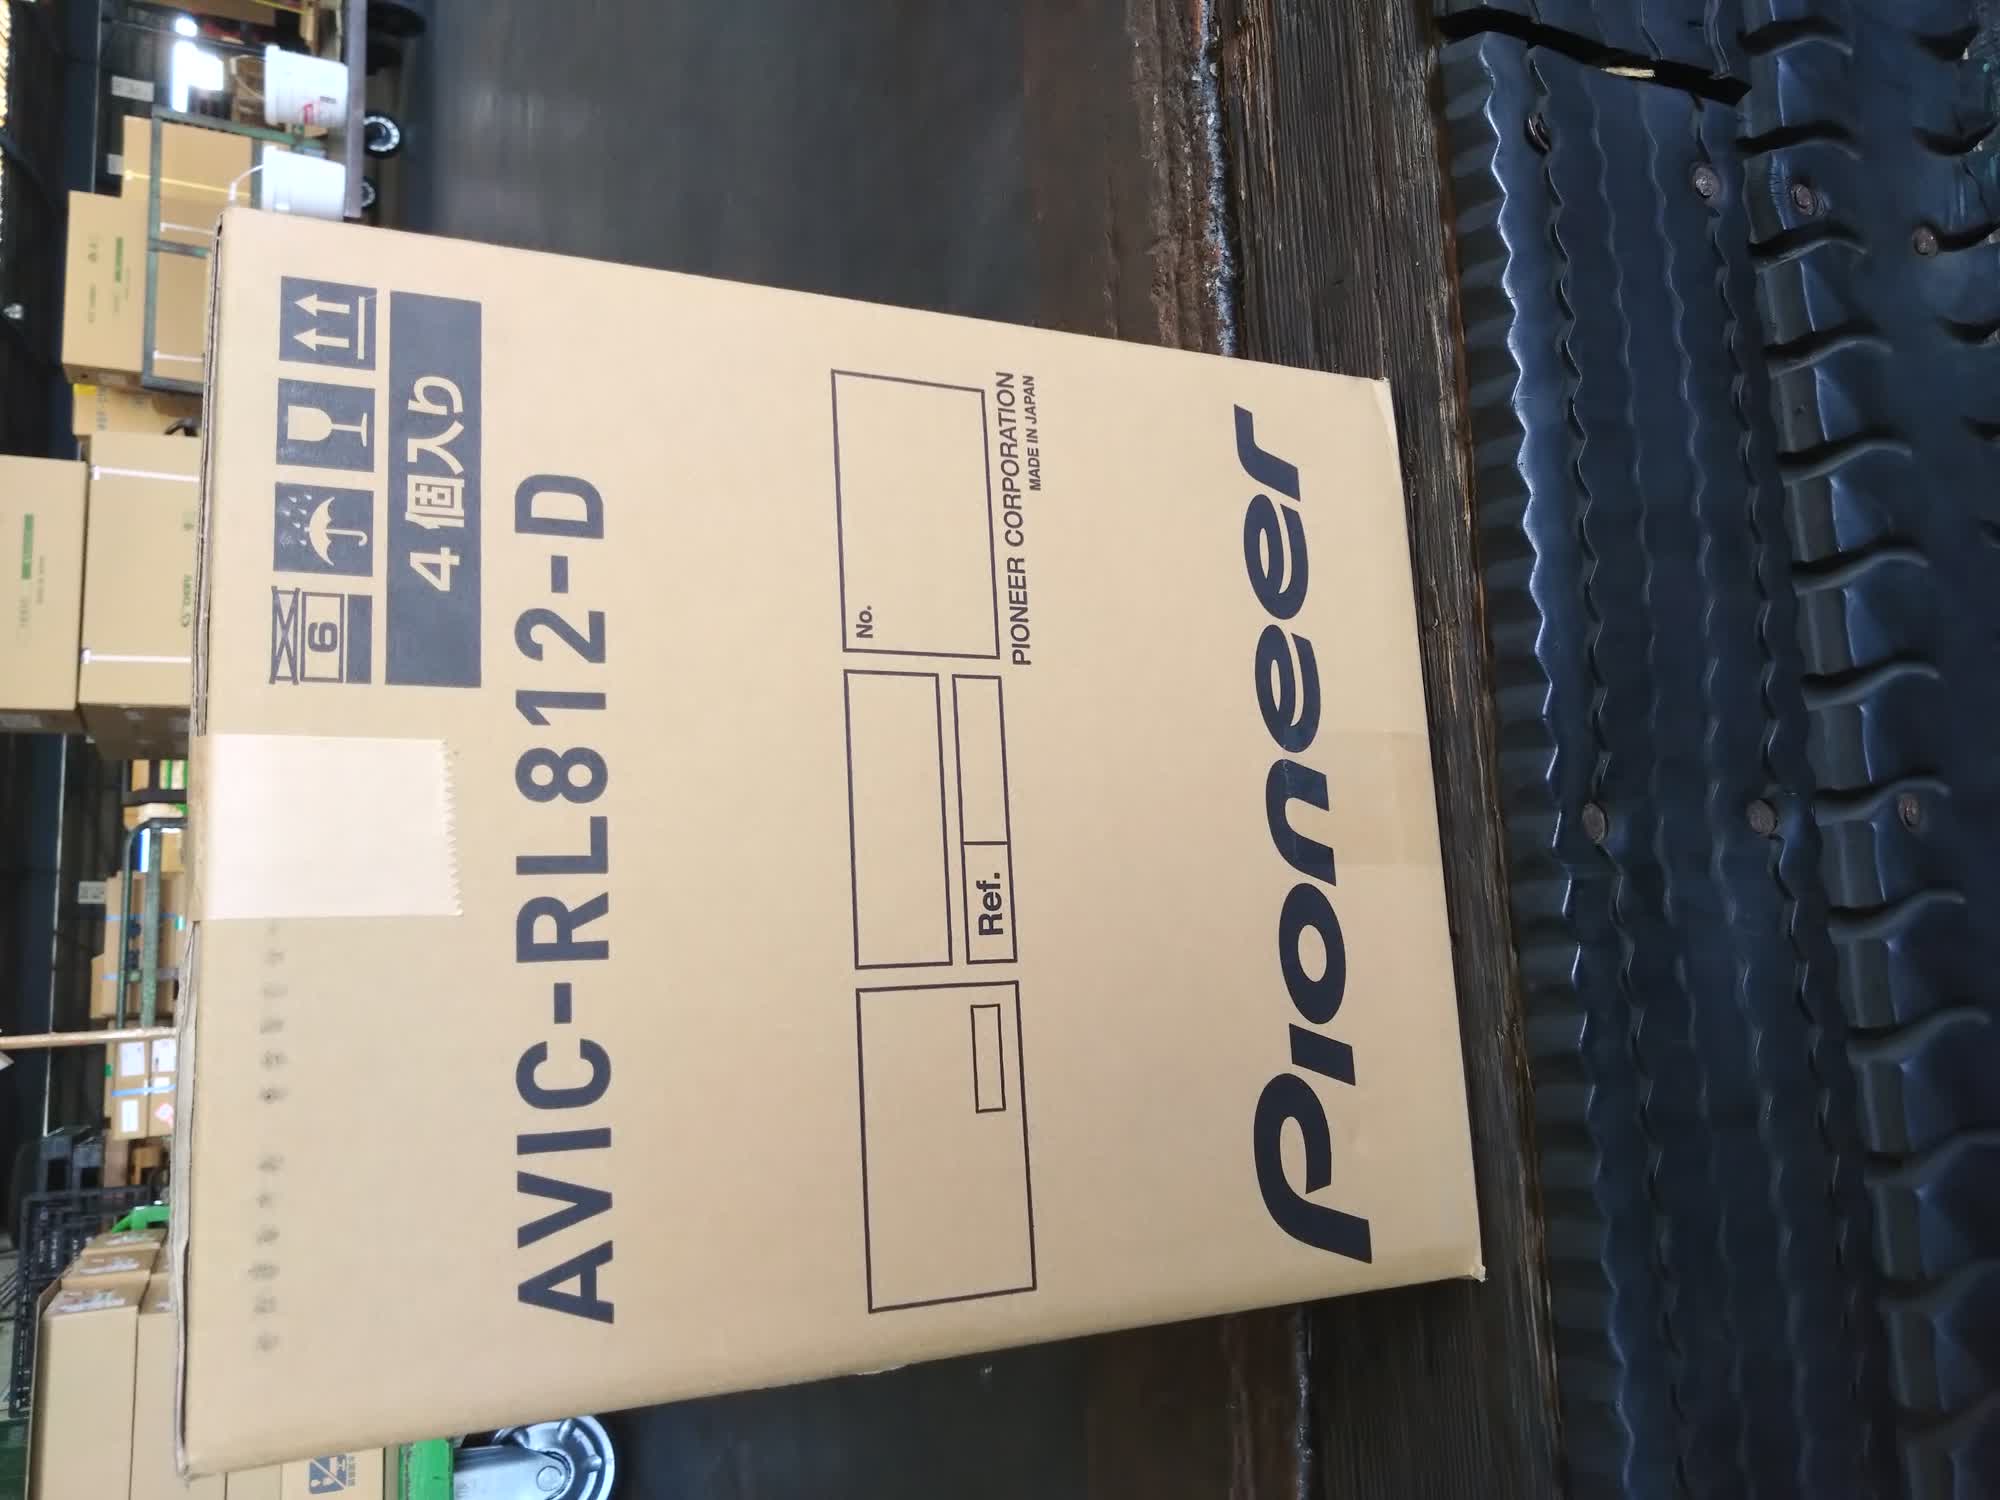 6
4個入り
AVIC-RL812-D
No.
Ref.
PIONEER CORPORATION
MADE IN JAPAN
Pioneer